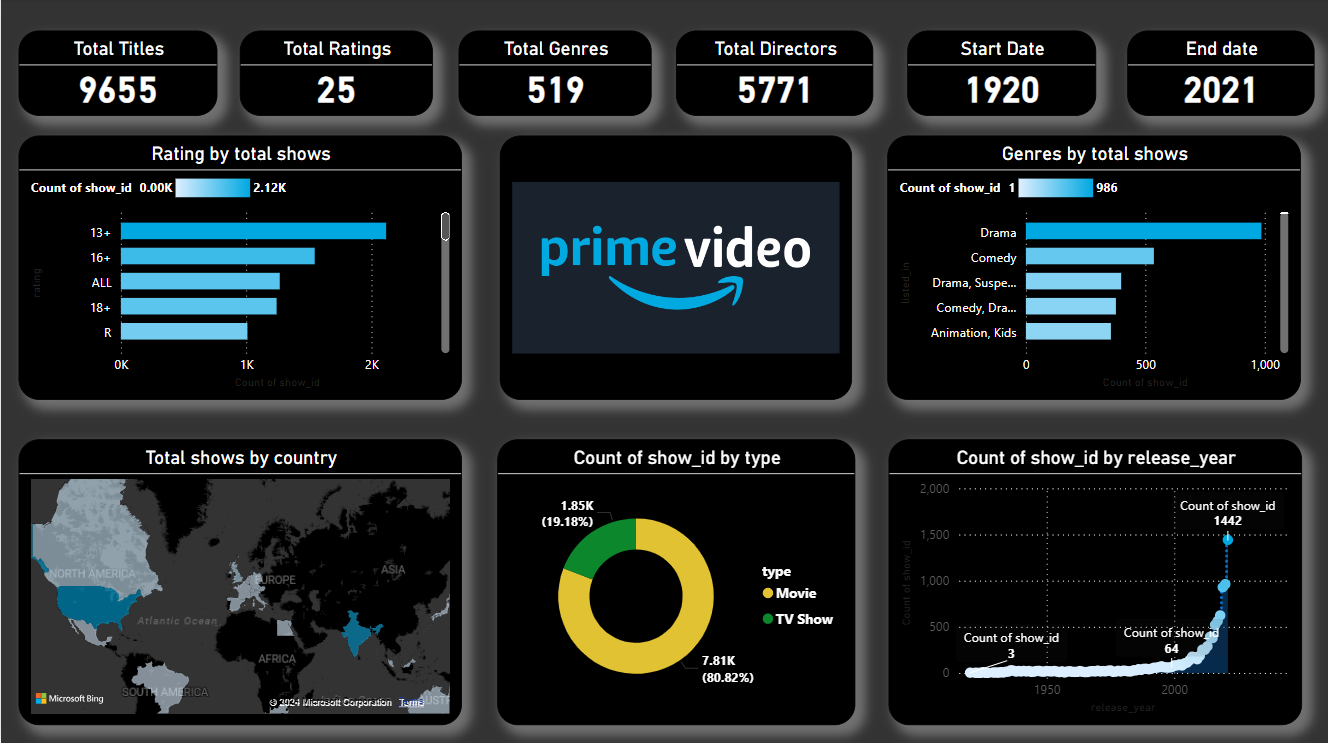 Total Titles
9655
Total Ratings
25
Total Genres
519
Total Directors
5771
Start Date
1920
End date
2021
Rating by total shows
Count of show_id 0.00K 2.12K
rating
13+
16+
ALL
18+
R
0K 1K 2K
Count of show_id
prime video
Genres by total shows
Count of show_id 1 986
listed_in
Drama
Comedy
Drama, Suspe...
Comedy, Dra...
Animation, Kids
0 500 1,000
Count of show_id
Total shows by country
NORTH AMERICA
EUROPE
ASIA
Atlantic Ocean
AFRICA
SOUTH AMERICA
Microsoft Bing
© 2024 Microsoft Corporation Terms
Count of show_id by type
1.85K
(19.18%)
7.81K
(80.82%)
type
Movie
TV Show
Count of show_id by release_year
Count of show_id
2,000
1,500
1,000
500
0
Count of show_id
1442
Count of show_id
3
Count of show_id
64
1950 2000
release_year